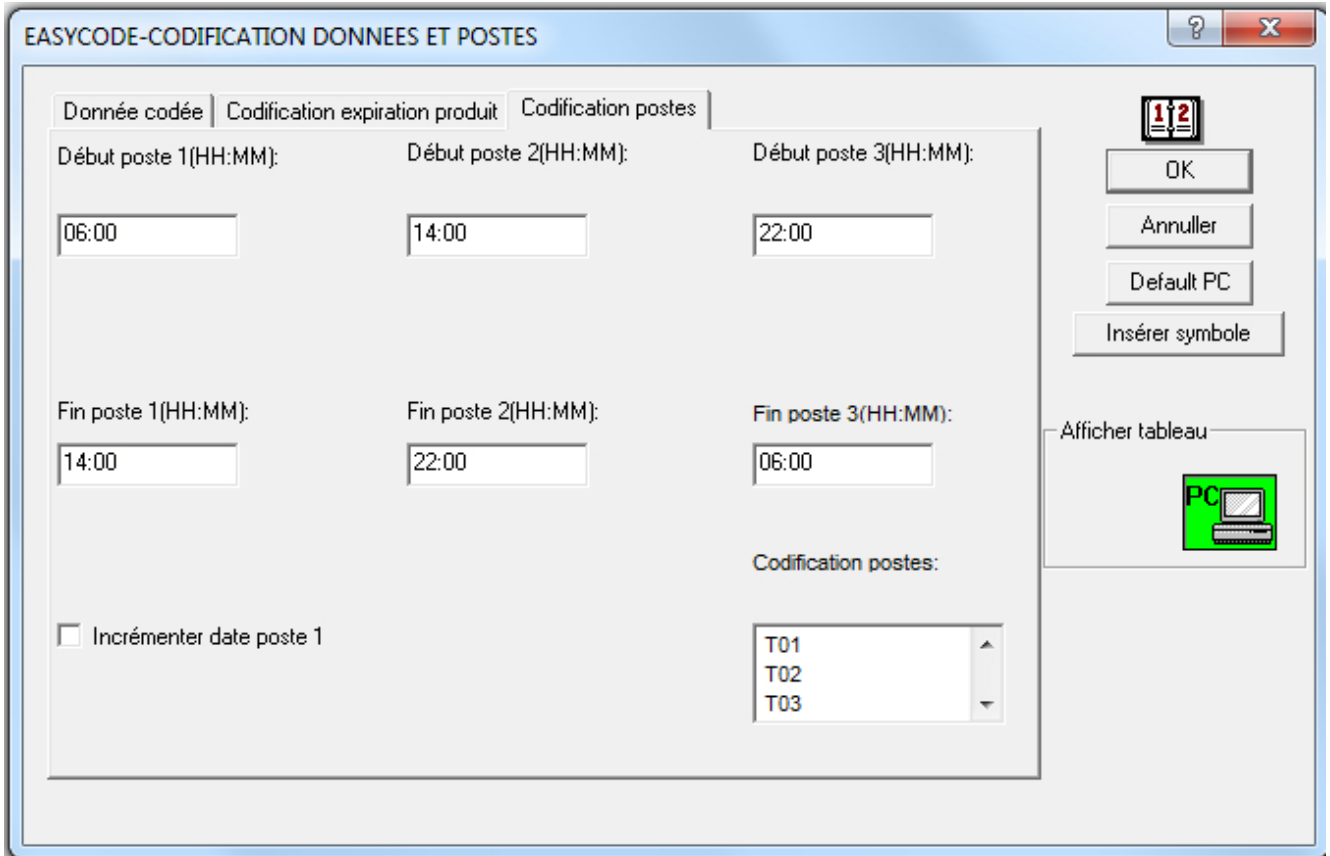 EASYCODE-CODIFICATION DONNEES ET POSTES
Donnée codée
Codification expiration produit
Codification postes
Début poste 1(HH:MM):
Début poste 2(HH:MM):
Début poste 3(HH:MM):
06:00
14:00
22:00
Fin poste 1(HH:MM):
Fin poste 2(HH:MM):
Fin poste 3(HH:MM):
14:00
22:00
06:00
Codification postes:
Incrémenter date poste 1
T01
T02
T03
1 2
OK
Annuller
Default PC
Insérer symbole
Afficher tableau
PC